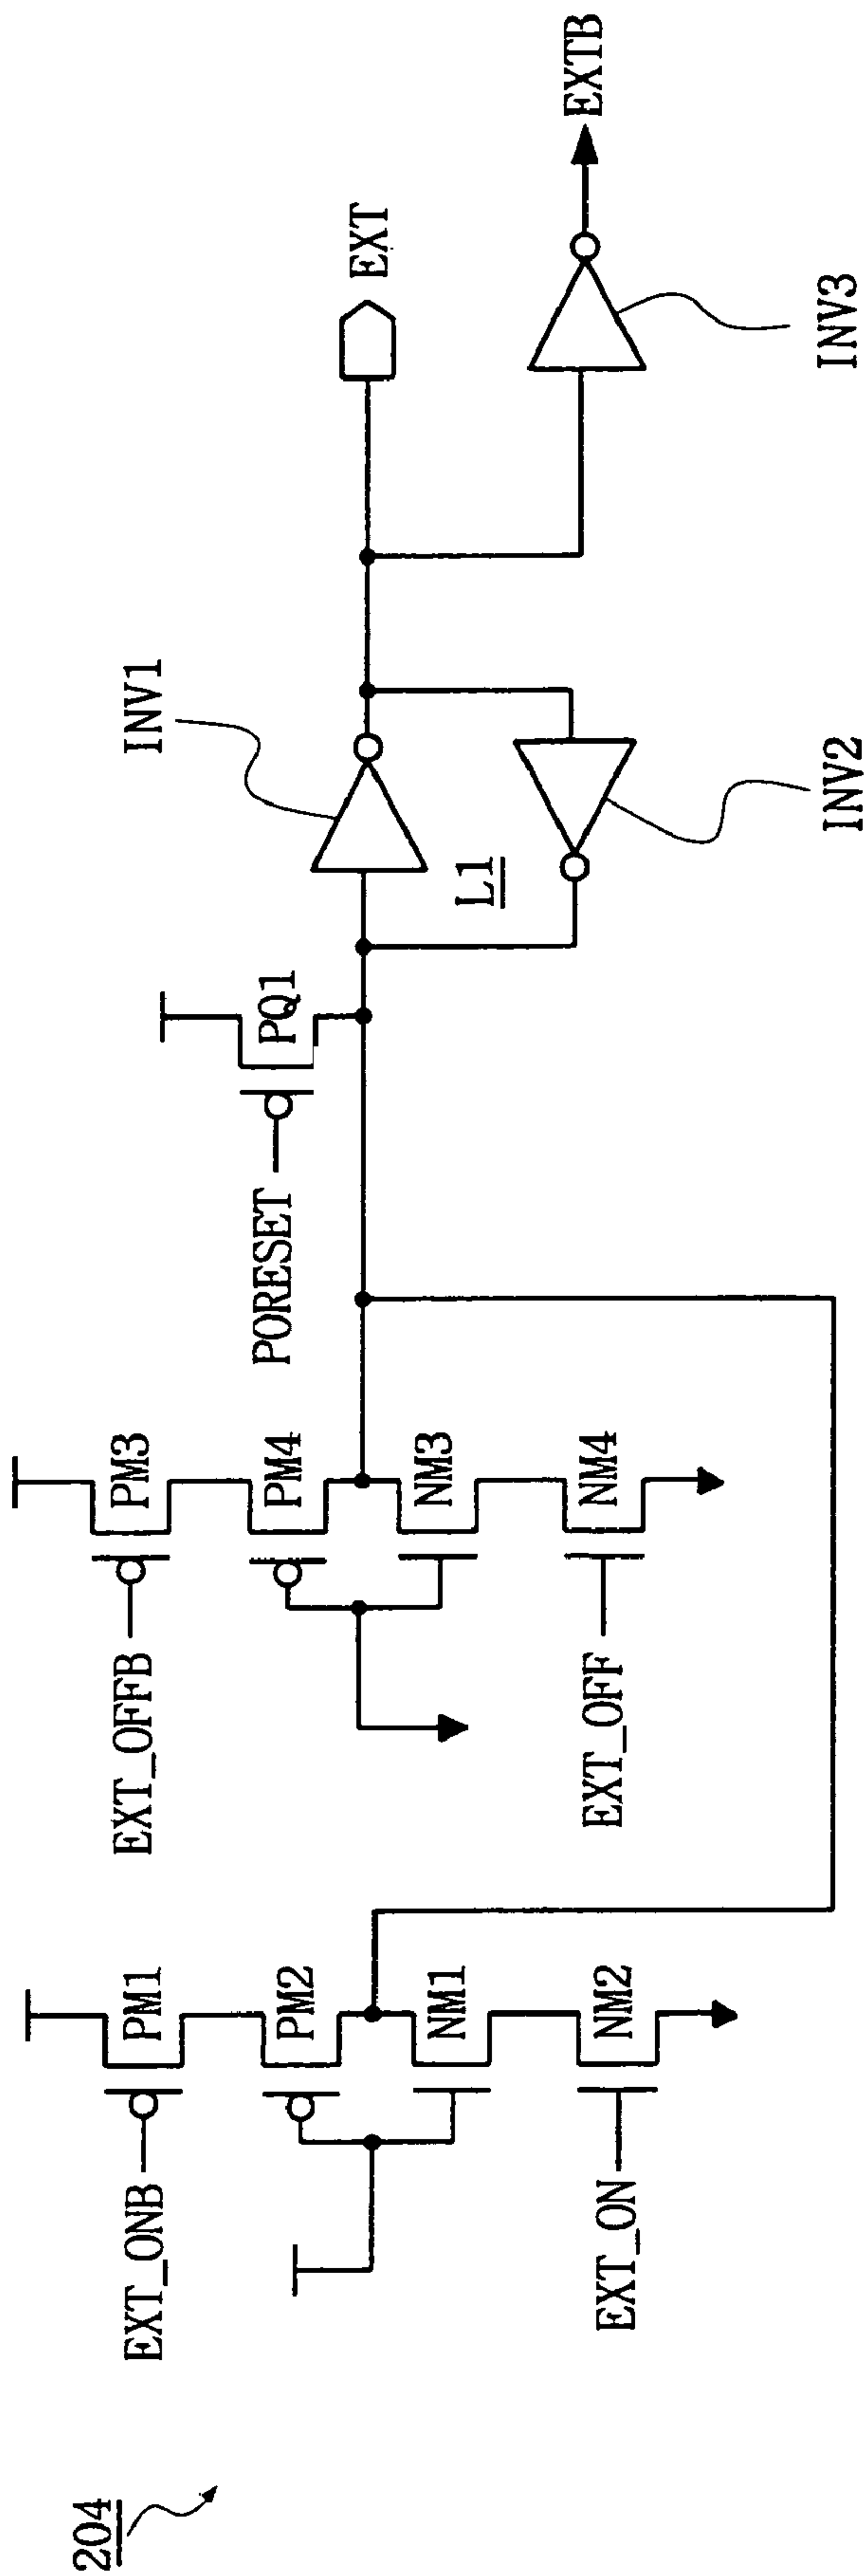 204
EXT_ONB
PM1
PM2
NM1
NM2
EXT_ON
EXT_OFFB
PM3
PM4
NM3
NM4
EXT_OFF
PORESET
PQ1
INV1
L1
INV2
EXT
INV3
EXTB